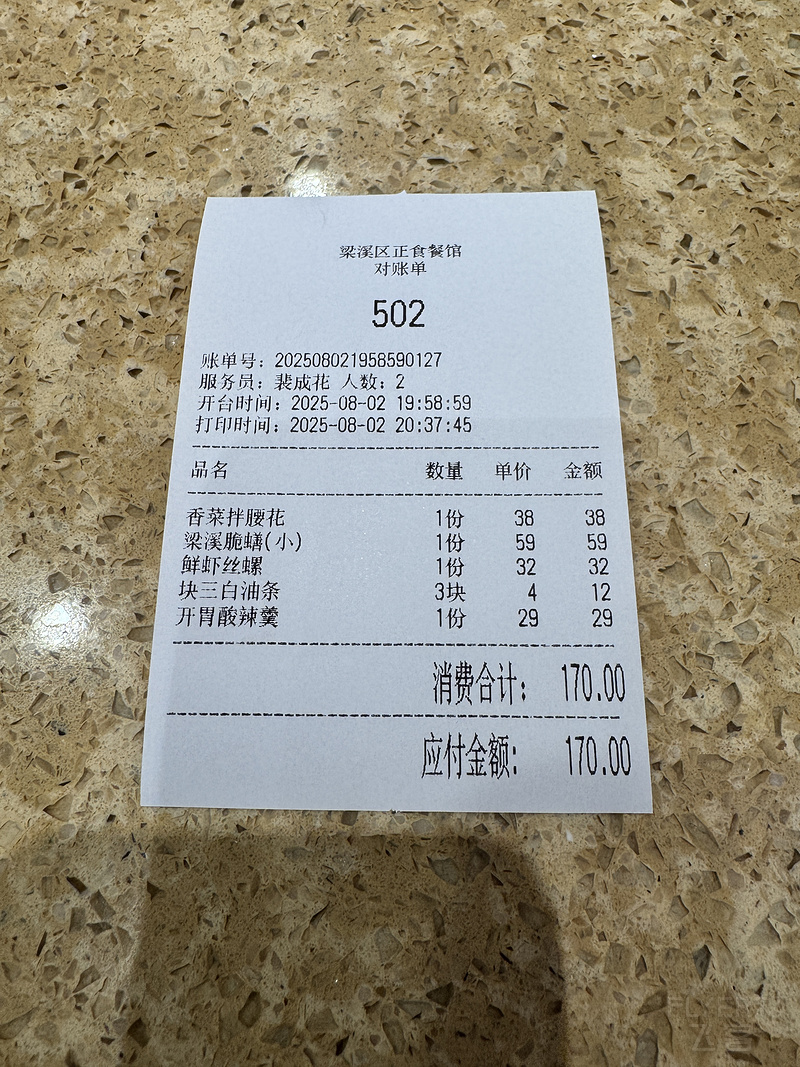 梁溪区正食餐馆
对账单
502
账单号：202508021958590127
服务员：裴成花 人数：2
开台时间：2025-08-02 19:58:59
打印时间：2025-08-02 20:37:45
品名 数量 单价 金额
香菜拌腰花 1份 38 38
梁溪脆鳝(小) 1份 59 59
鲜虾丝螺 1份 32 32
块三白油条 3块 4 12
开胃酸辣羹 1份 29 29
消费合计： 170.00
应付金额: 170.00